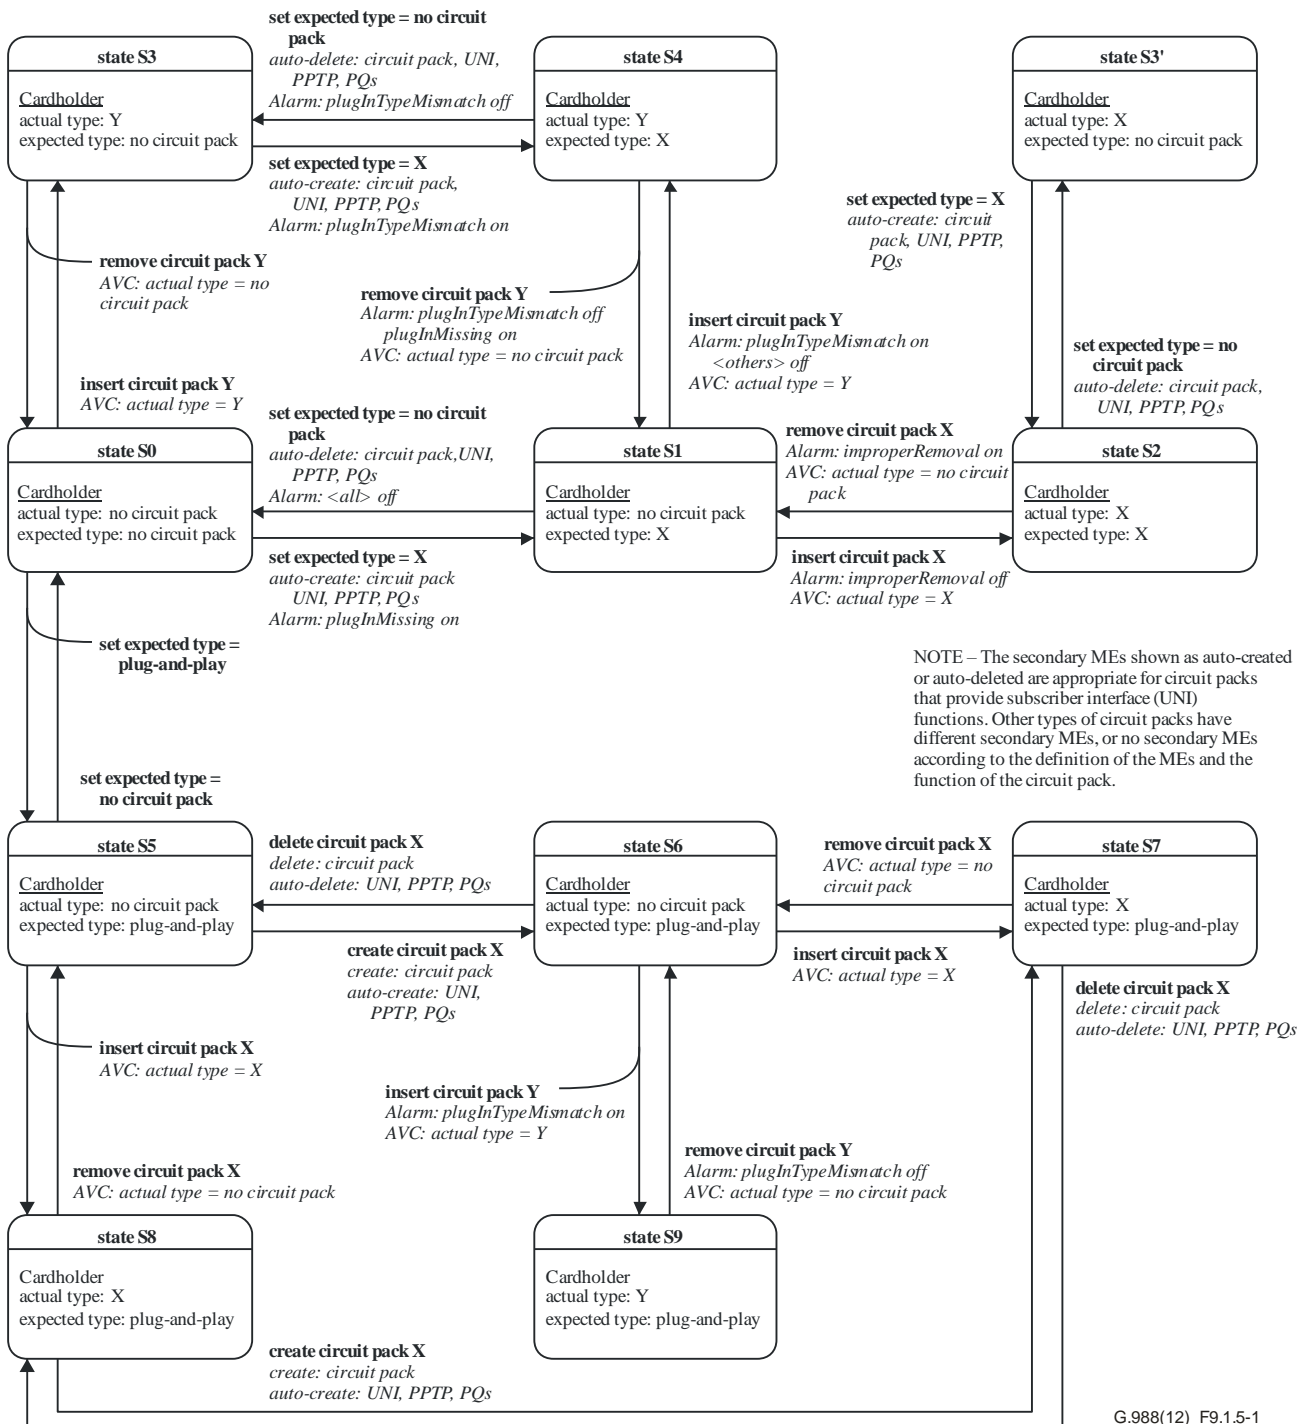 set expected type = no circuit
pack
auto-delete: circuit pack, UNI,
PPTP, PQs
Alarm: plugInTypeMismatch off
state S3
Cardholder
actual type: Y
expected type: no circuit pack
state S4
Cardholder
actual type: Y
expected type: X
state S3'
Cardholder
actual type: X
expected type: no circuit pack
set expected type = X
auto-create: circuit pack,
UNI, PPTP, PQs
Alarm: plugInTypeMismatch on
set expected type = X
auto-create: circuit
pack, UNI, PPTP,
PQs
remove circuit pack Y
AVC: actual type = no
circuit pack
remove circuit pack Y
Alarm: plugInTypeMismatch off
plugInMissing on
AVC: actual type = no circuit pack
insert circuit pack Y
Alarm: plugInTypeMismatch on
<others> off
AVC: actual type = Y
set expected type = no
circuit pack
auto-delete: circuit pack,
UNI, PPTP, PQs
insert circuit pack Y
AVC: actual type = Y
set expected type = no circuit
pack
auto-delete: circuit pack,UNI,
PPTP, PQs
Alarm: <all> off
remove circuit pack X
Alarm: improperRemoval on
AVC: actual type = no circuit
pack
state S0
Cardholder
actual type: no circuit pack
expected type: no circuit pack
state S1
Cardholder
actual type: no circuit pack
expected type: X
state S2
Cardholder
actual type: X
expected type: X
set expected type = X
auto-create: circuit pack
UNI, PPTP, PQs
Alarm: plugInMissing on
insert circuit pack X
Alarm: improperRemoval off
AVC: actual type = X
set expected type =
plug-and-play
NOTE – The secondary MEs shown as auto-created
or auto-deleted are appropriate for circuit packs
that provide subscriber interface (UNI)
functions. Other types of circuit packs have
different secondary MEs, or no secondary MEs
according to the definition of the MEs and the
function of the circuit pack.
set expected type =
no circuit pack
state S5
Cardholder
actual type: no circuit pack
expected type: plug-and-play
delete circuit pack X
delete: circuit pack
auto-delete: UNI, PPTP, PQs
state S6
Cardholder
actual type: no circuit pack
expected type: plug-and-play
remove circuit pack X
AVC: actual type = no
circuit pack
state S7
Cardholder
actual type: X
expected type: plug-and-play
create circuit pack X
create: circuit pack
auto-create: UNI,
PPTP, PQs
insert circuit pack X
AVC: actual type = X
delete circuit pack X
delete: circuit pack
auto-delete: UNI, PPTP, PQs
insert circuit pack X
AVC: actual type = X
insert circuit pack Y
Alarm: plugInTypeMismatch on
AVC: actual type = Y
remove circuit pack X
AVC: actual type = no circuit pack
remove circuit pack Y
Alarm: plugInTypeMismatch off
AVC: actual type = no circuit pack
state S8
Cardholder
actual type: X
expected type: plug-and-play
state S9
Cardholder
actual type: Y
expected type: plug-and-play
create circuit pack X
create: circuit pack
auto-create: UNI, PPTP, PQs
G.988(12)_F9.1.5-1